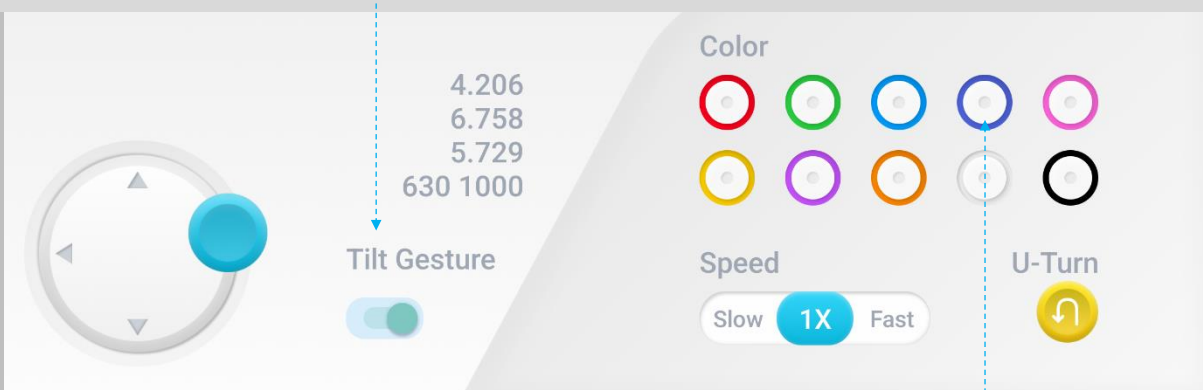 4.206
6.758
5.729
630 1000
Tilt Gesture
Color
Speed
Slow 1X Fast
U-Turn